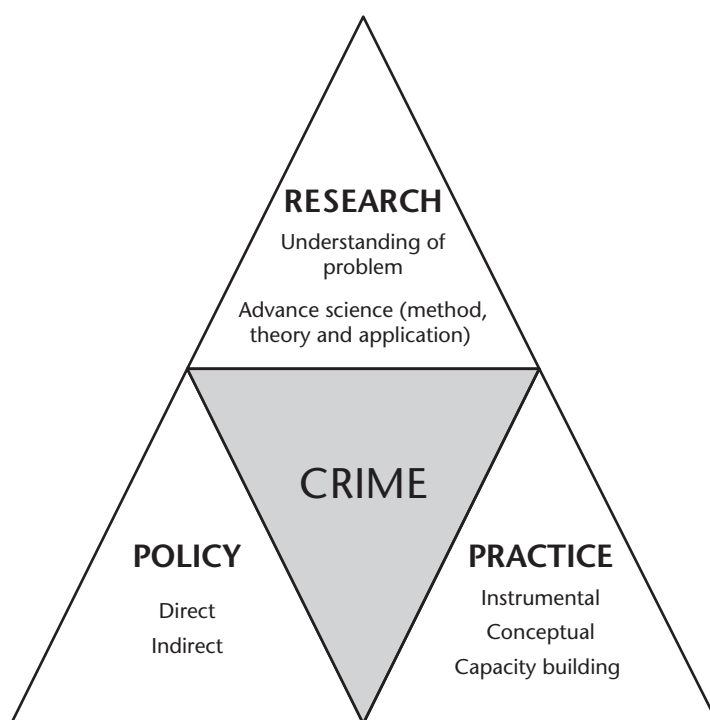 RESEARCH
Understanding of
problem
Advance science (method,
theory and application)
CRIME
POLICY
Direct
Indirect
PRACTICE
Instrumental
Conceptual
Capacity building